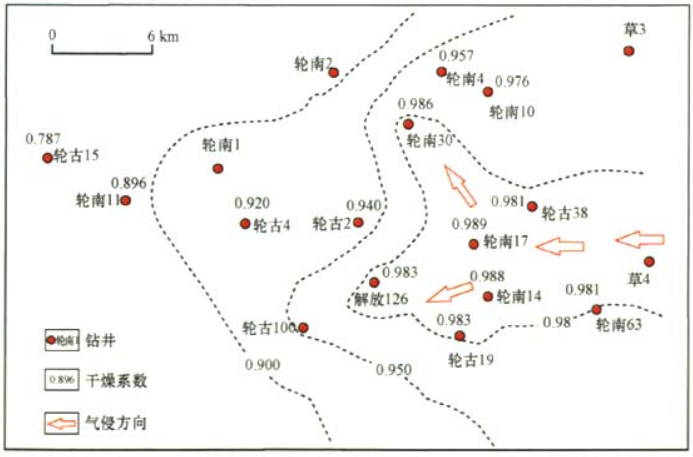 0 6 km
草3
轮南2
0.957
轮南4
0.976
轮南10
0.986
轮南30
0.787
轮古15
轮南1
0.896
轮南11
0.981
轮古38
0.920
轮古4
0.940
轮古2
0.989
轮南17
草4
0.983
解放126
0.988
轮南14
0.981
轮南63
轮古100
0.983
轮古19
0.98
0.900
0.950
轮南1 钻井
0.896 干燥系数
气侵方向